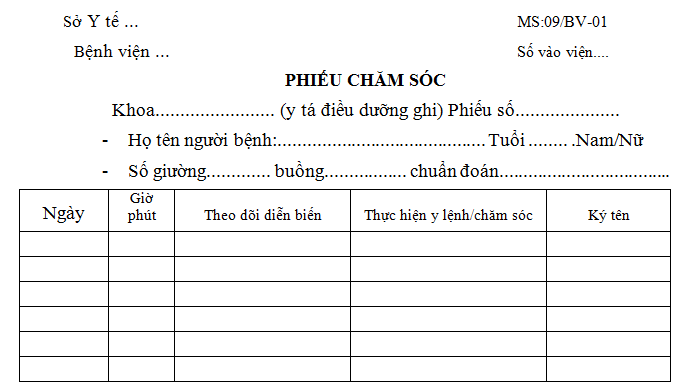 Sở Y tế ... MS:09/BV-01
Bệnh viện ... Số vào viện....
PHIẾU CHĂM SÓC
Khoa........................ (y tá điều dưỡng ghi) Phiếu số.....................
- Họ tên người bệnh:.......................................... Tuổi ........ .Nam/Nữ
- Số giường............. buồng................. chuẩn đoán...................................
Ngày Giờ phút Theo dõi diễn biến Thực hiện y lệnh/chăm sóc Ký tên